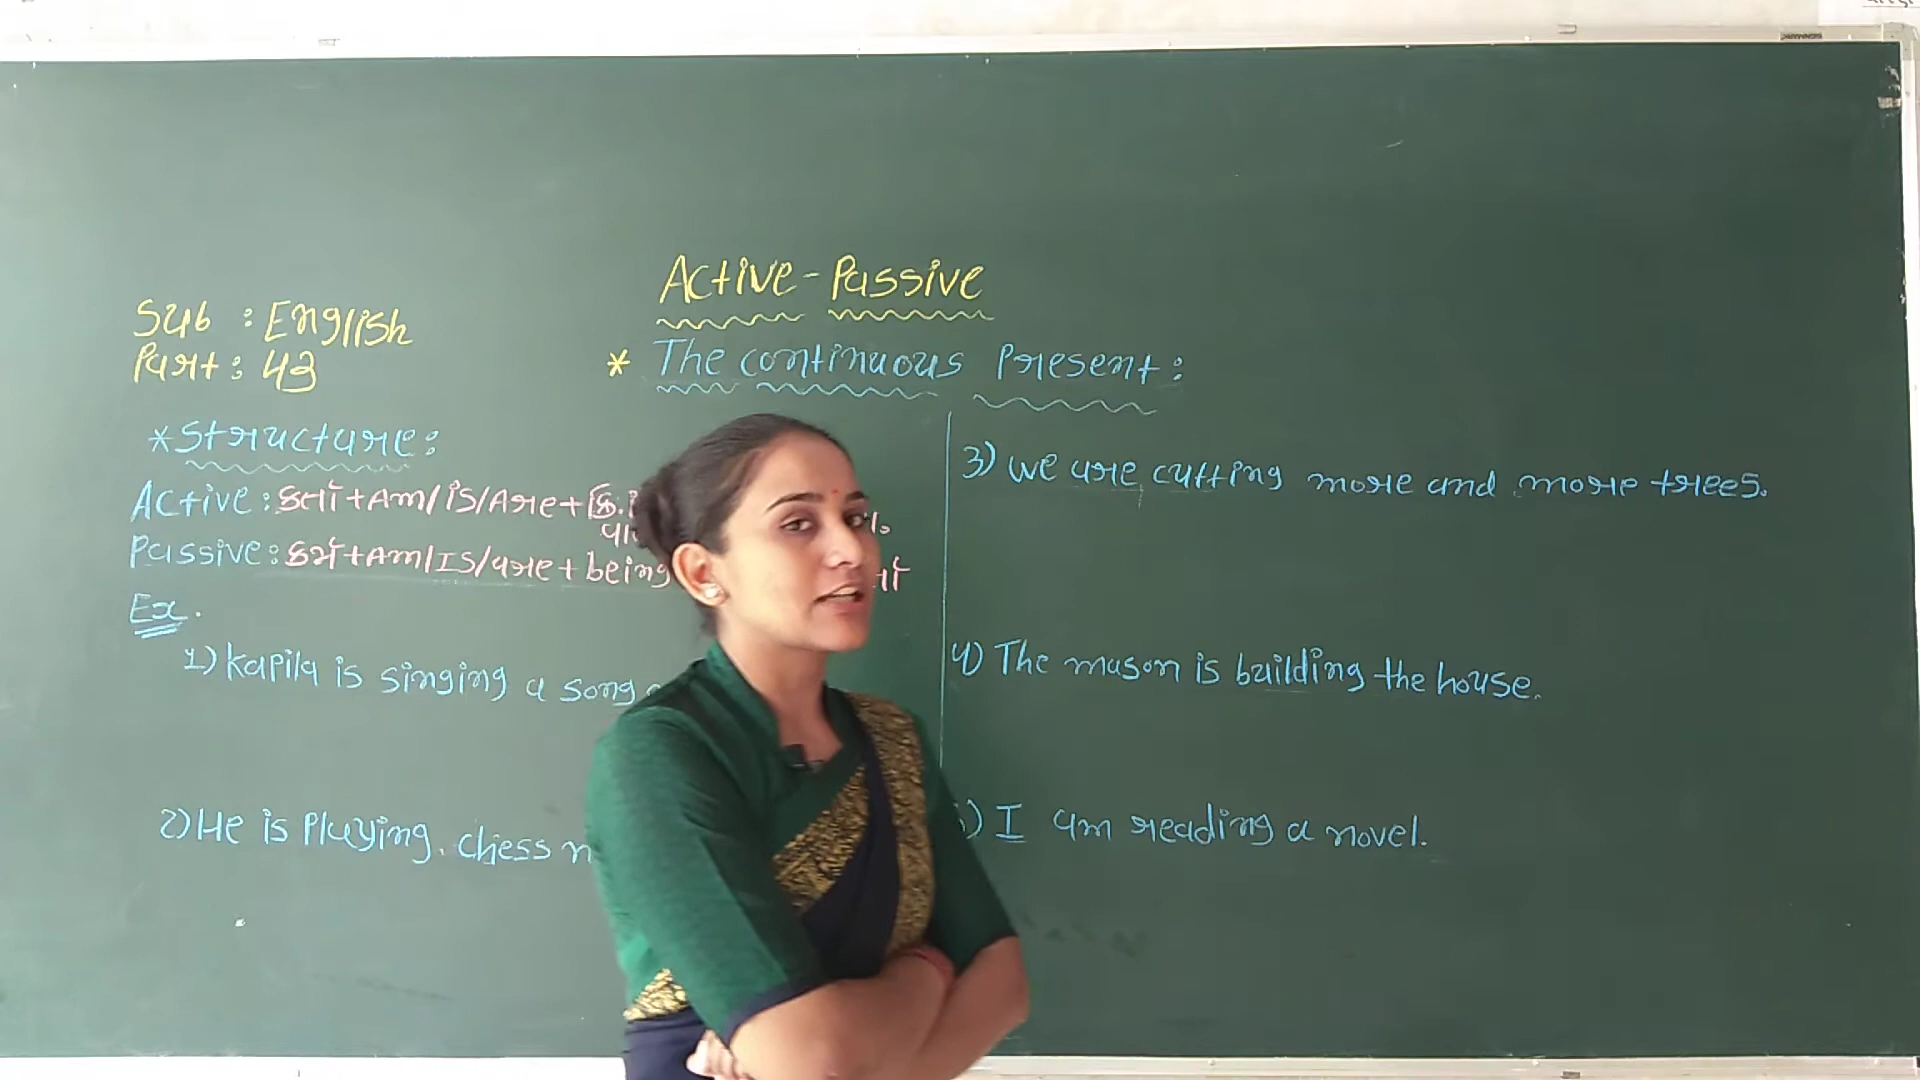 Active-Passive
Sub : English
Part : 43
* The continuous Present :
* Structure :
Active : કર્તા + Am/is/Are +
Passive : કર્મ + Am/Is/are + being
Ex.
1) Kapila is singing a song
2) He is Playing chess
3) we are cutting more and more trees.
4) The mason is building the house.
) I am reading a novel.